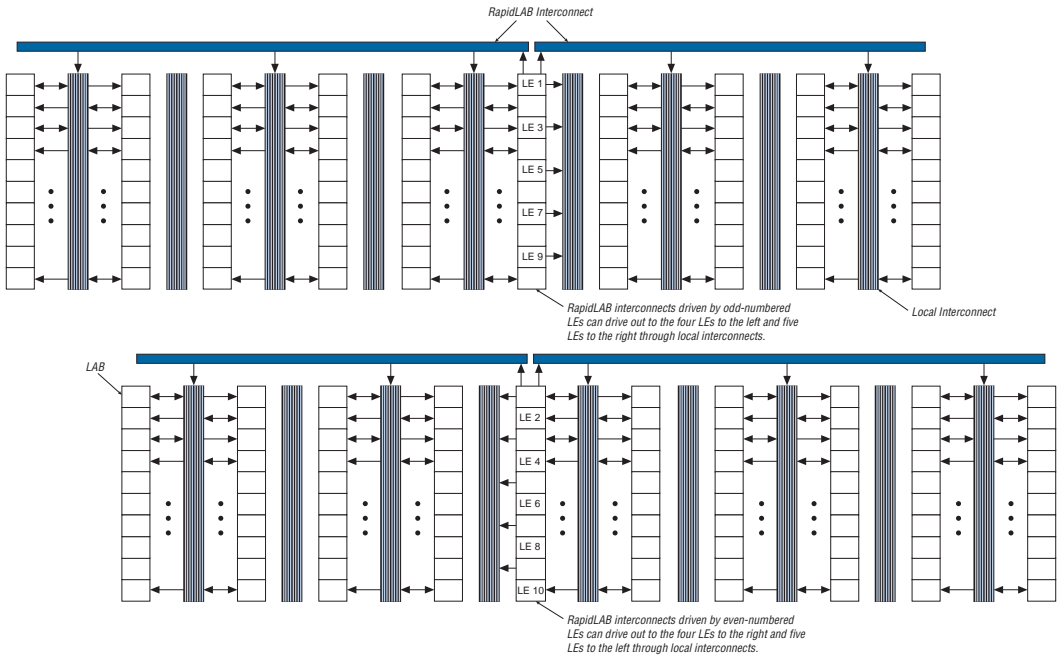 RapidLAB Interconnect
LE 1
LE 3
LE 5
LE 7
LE 9
RapidLAB interconnects driven by odd-numbered
LEs can drive out to the four LEs to the left and five
LEs to the right through local interconnects.
Local Interconnect
LAB
LE 2
LE 4
LE 6
LE 8
LE 10
RapidLAB interconnects driven by even-numbered
LEs can drive out to the four LEs to the right and five
LEs to the left through local interconnects.